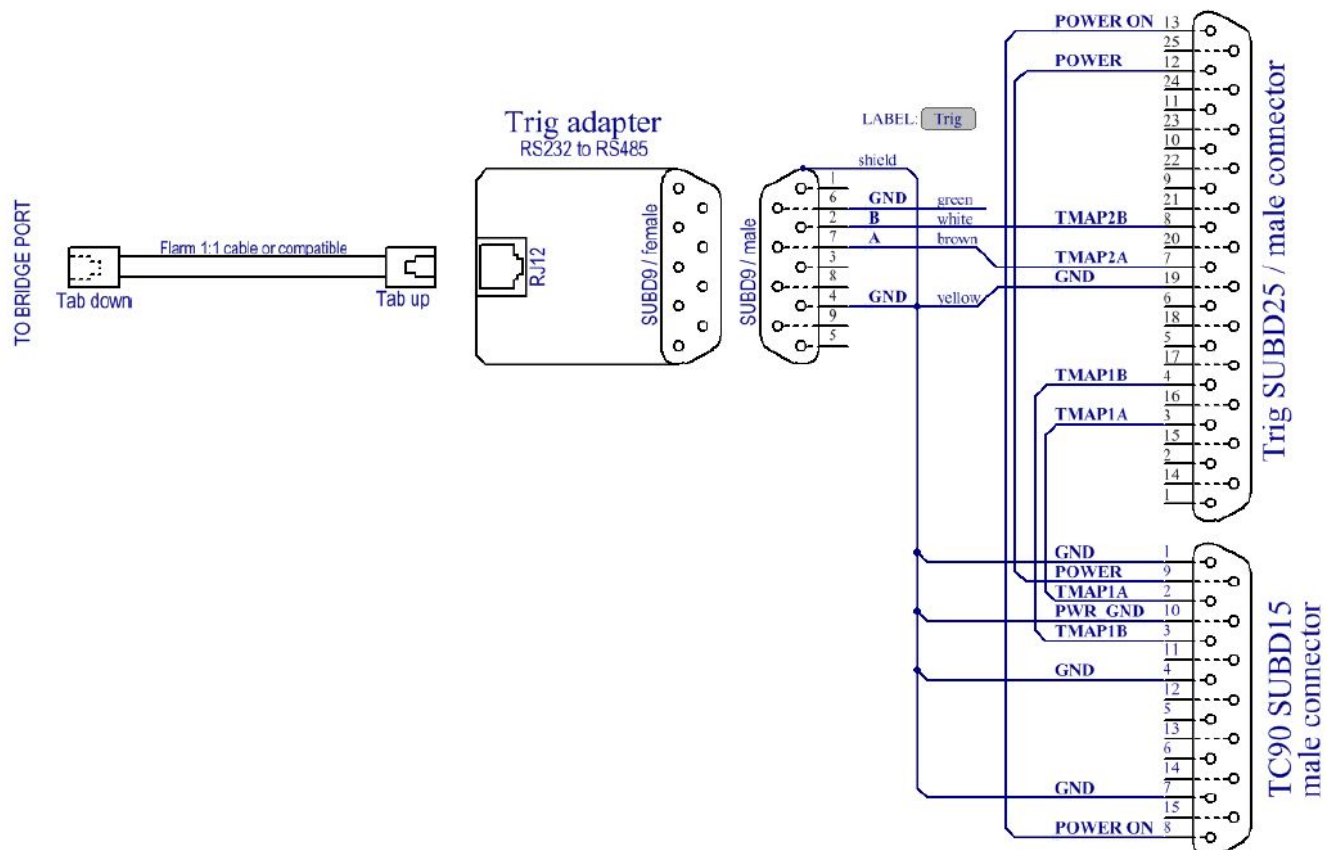 TO BRIDGE PORT
Flarm 1:1 cable or compatible
Tab down
Tab up
Trig adapter
RS232 to RS485
RJ12
SUBD9 / female
SUBD9 / male
LABEL: Trig
shield
1
6 GND green
2 B white
7 A brown
3
8
4 GND yellow
9
5
POWER ON 13
25
POWER 12
24
11
23
10
22
9
21
TMAP2B 8
20
TMAP2A 7
GND 19
6
18
5
17
TMAP1B 4
16
TMAP1A 3
15
2
14
1
Trig SUBD25 / male connector
GND 1
POWER 9
TMAP1A 2
PWR GND 10
TMAP1B 3
11
GND 4
12
5
13
6
14
GND 7
15
POWER ON 8
TC90 SUBD15
male connector